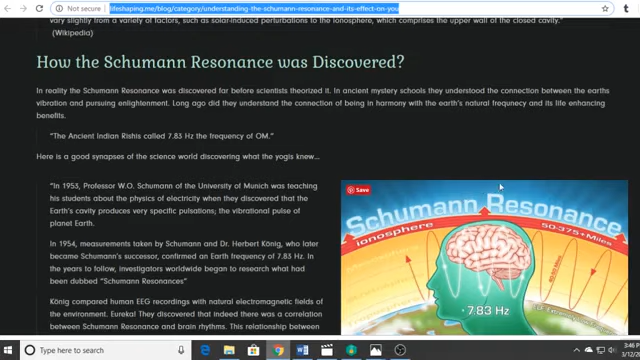 Not secure
lifeshaping.me/blog/category/understanding-the-schumann-resonance-and-its-effect-on-you
vary slightly from a variety of factors, such as solar-induced perturbations to the ionosphere, which comprises the upper wall of the closed cavity."
(Wikipedia)
How the Schumann Resonance was Discovered?
In reality the Schumann Resonance was discovered far before scientists theorized it. In ancient mystery schools they understood the connection between the earths
vibration and pursuing enlightenment. Long ago did they understand the connection of being in harmony with the earth's natural frequnecy and its life enhancing
benefits.
"The Ancient Indian Rishis called 7.83 Hz the frequency of OM."
Here is a good synapses of the science world discovering what the yogis knew...
"In 1953, Professor W.O. Schumann of the University of Munich was teaching
his students about the physics of electricity when they discovered that the
Earth's cavity produces very specific pulsations; the vibrational pulse of
planet Earth.
In 1954, measurements taken by Schumann and Dr. Herbert König, who later
became Schumann's successor, confirmed an Earth frequency of 7.83 Hz. In
the years to follow, investigators worldwide began to research what had
been dubbed "Schumann Resonances"
König compared human EEG recordings with natural electromagnetic fields of
the environment. Eureka! They discovered that indeed there was a correlation
between Schumann Resonance and brain rhythms. This relationship between
Save
Schumann Resonance
ionosphere
50-375+Miles
7.83 Hz
Type here to search
3:46 PM